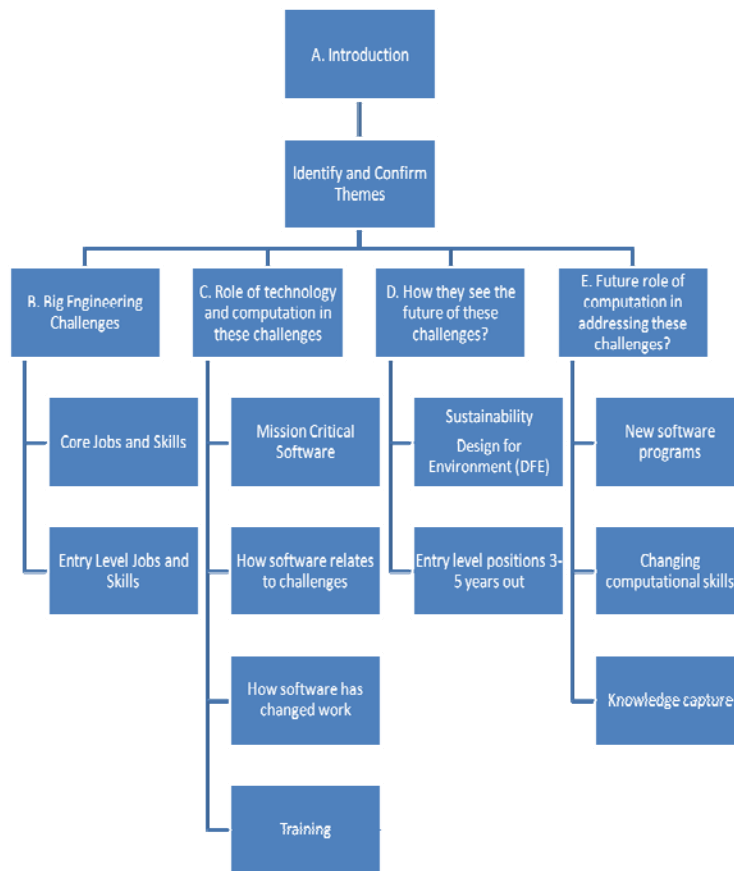 A. Introduction
Identify and Confirm
Themes
B. Big Engineering
Challenges
C. Role of technology
and computation in
these challenges
D. How they see the
future of these
challenges?
E. Future role of
computation in
addressing these
challenges?
Core Jobs and Skills
Mission Critical
Software
Sustainability
Design for
Environment (DFE)
New software
programs
Entry Level Jobs and
Skills
How software relates
to challenges
Entry level positions 3-
5 years out
Changing
computational skills
How software has
changed work
Knowledge capture
Training